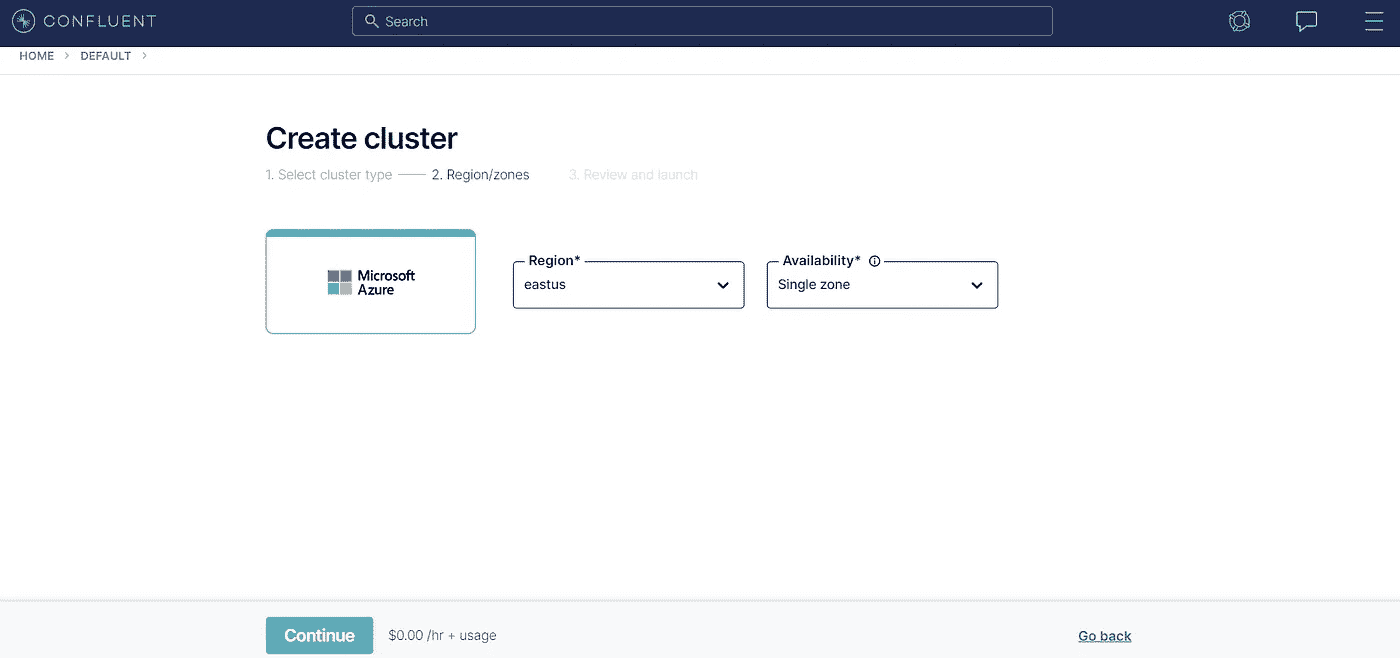 CONFLUENT
Search
HOME > DEFAULT >
Create cluster
1. Select cluster type 2. Region/zones 3. Review and launch
Microsoft
Azure
Region*
eastus
Availability*
Single zone
Continue $0.00 /hr + usage Go back